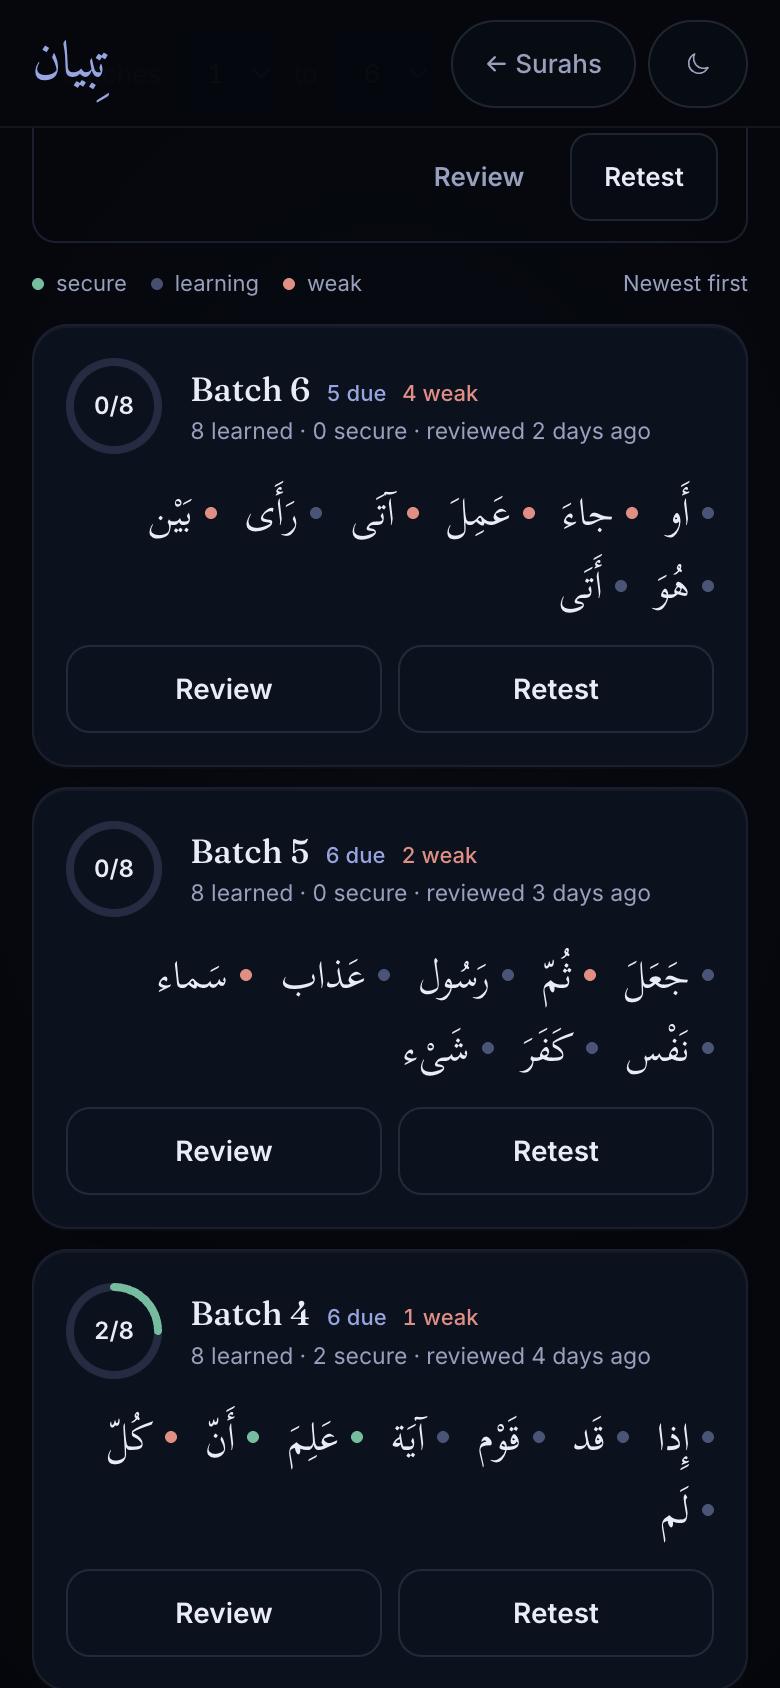 تِبيان
← Surahs
Review Retest
secure learning weak Newest first
0/8
Batch 6 5 due 4 weak
8 learned · 0 secure · reviewed 2 days ago
أَو جاءَ عَمِلَ آتَى رَأَى بَيْن
هُوَ أَتَى
Review Retest
0/8
Batch 5 6 due 2 weak
8 learned · 0 secure · reviewed 3 days ago
جَعَلَ ثُمّ رَسُول عَذاب سَماء
نَفْس كَفَرَ شَىْء
Review Retest
2/8
Batch 4 6 due 1 weak
8 learned · 2 secure · reviewed 4 days ago
إِذا قَد قَوْم آيَة عَلِمَ أَنّ كُلّ
لَم
Review Retest